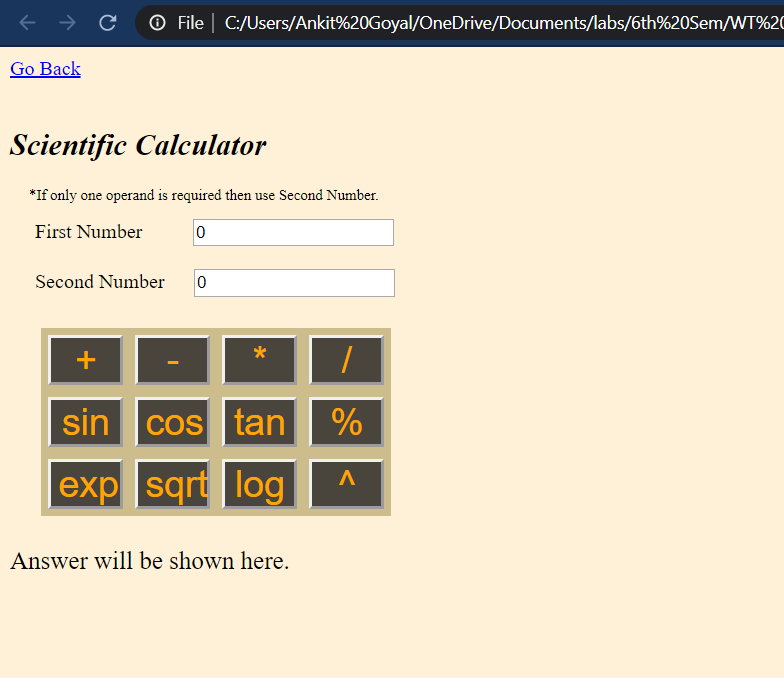 File C:/Users/Ankit%20Goyal/OneDrive/Documents/labs/6th%20Sem/WT%20
Go Back
Scientific Calculator
*If only one operand is required then use Second Number.
First Number 0
Second Number 0
+ - * /
sin cos tan %
exp sqrt log ^
Answer will be shown here.